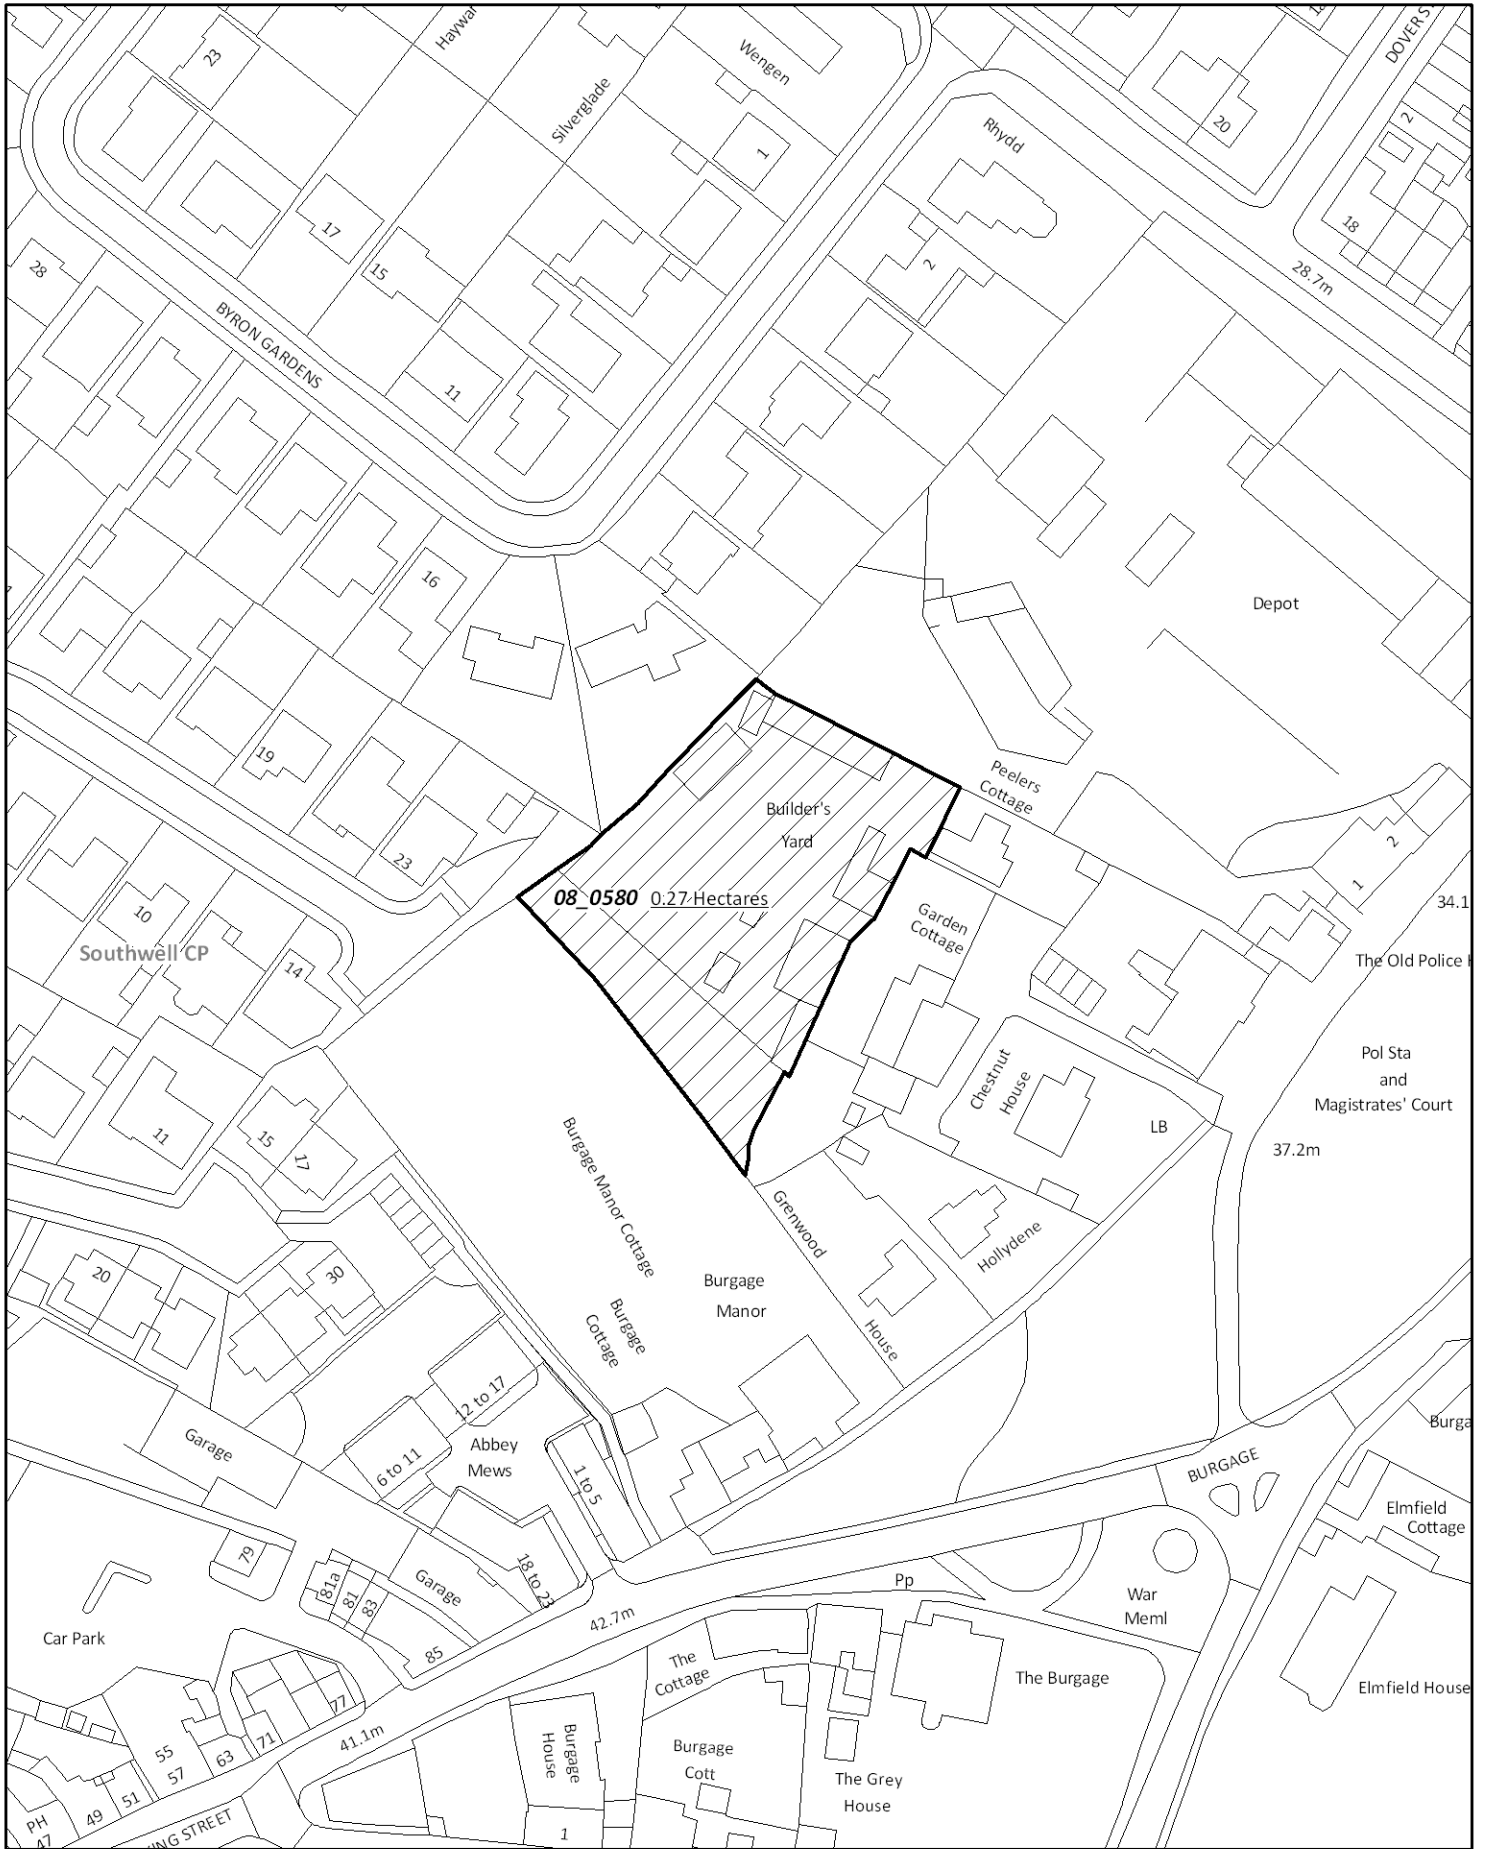 23
Silverglade
Wengen
1
Rhydd
20
2
18
28.7m
28
17
15
BYRON GARDENS
11
2
16
Depot
19
23
Builder's
Yard
Peelers
Cottage
08_0580 0.27 Hectares
Garden
Cottage
2
1
34.1
10
Southwell CP
14
The Old Police
Chestnut
House
Pol Sta
and
Magistrates' Court
LB
37.2m
11
15
17
Burgage Manor Cottage
Grenwood
House
Hollydene
20
30
Burgage
Manor
Burgage
Cottage
12 to 17
6 to 11
Abbey
Mews
1 to 5
Garage
BURGAGE
Elmfield
Cottage
79
81a
81
83
Garage
18 to 23
85
42.7m
Pp
War
Meml
Car Park
The
Cottage
The Burgage
Elmfield House
77
71
63
55
57
51
49
PH
47
41.1m
Burgage
House
Burgage
Cott
The Grey
House
1